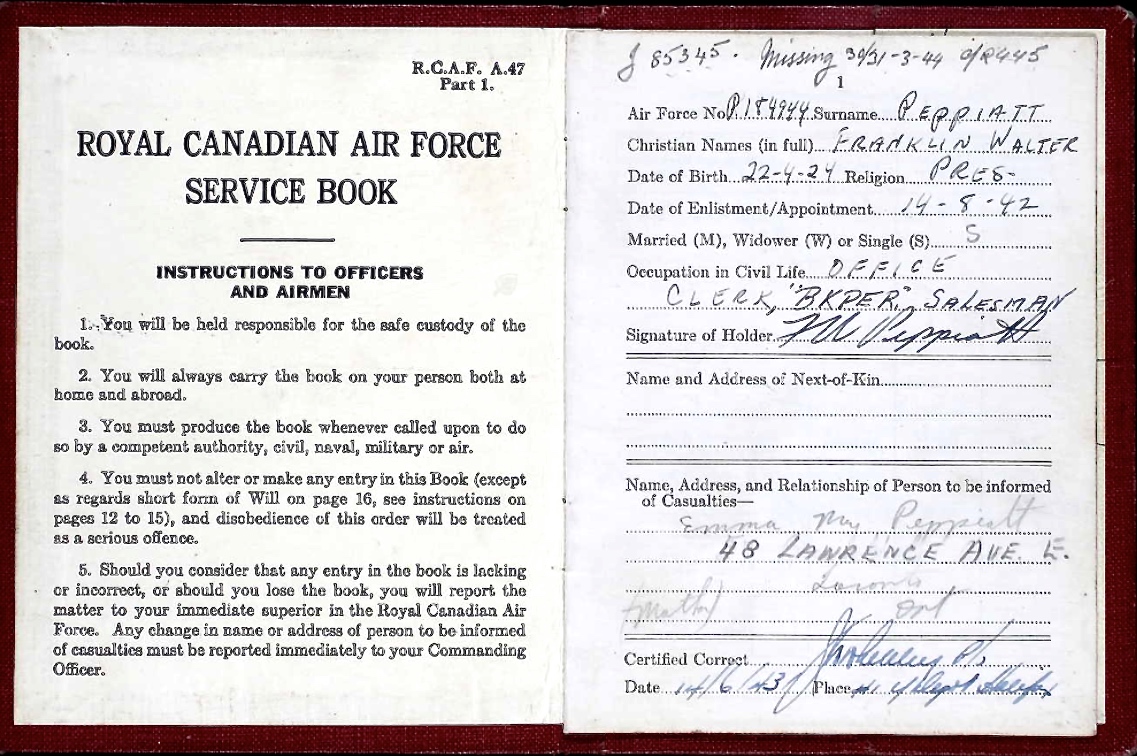 R.C.A.F. A.47
Part 1.
ROYAL CANADIAN AIR FORCE
SERVICE BOOK
INSTRUCTIONS TO OFFICERS
AND AIRMEN
1. You will be held responsible for the safe custody of the
book.
2. You will always carry the book on your person both at
home and abroad.
3. You must produce the book whenever called upon to do
so by a competent authority, civil, naval, military or air.
4. You must not alter or make any entry in this Book (except
as regards short form of Will on page 16, see instructions on
pages 12 to 15), and disobedience of this order will be treated
as a serious offence.
5. Should you consider that any entry in the book is lacking
or incorrect, or should you lose the book, you will report the
matter to your immediate superior in the Royal Canadian Air
Force. Any change in name or address of person to be informed
of casualties must be reported immediately to your Commanding
Officer.
J 85345. Missing 30/31-3-44
1
Air Force No. Surname PEPPIATT
Christian Names (in full) FRANKLIN WALTER
Date of Birth 22-4-24 Religion PRES-
Date of Enlistment/Appointment 14-8-42
Married (M), Widower (W) or Single (S) S
Occupation in Civil Life OFFICE
CLERK, "BKPER", SALESMAN
Signature of Holder Peppiatt
Name and Address of Next-of-Kin
Name, Address, and Relationship of Person to be informed
of Casualties—
Emma May Peppiatt
48 LAWRENCE AVE. E.
Toronto
(Mother) Ont
Certified Correct
Date 14/6/43 Place Halifax